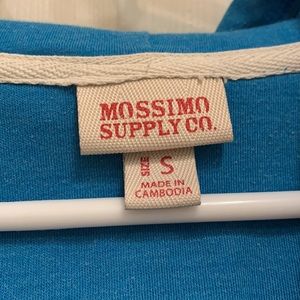 MOSSIMO
SUPPLY CO.
SIZE S
MADE IN
CAMBODIA